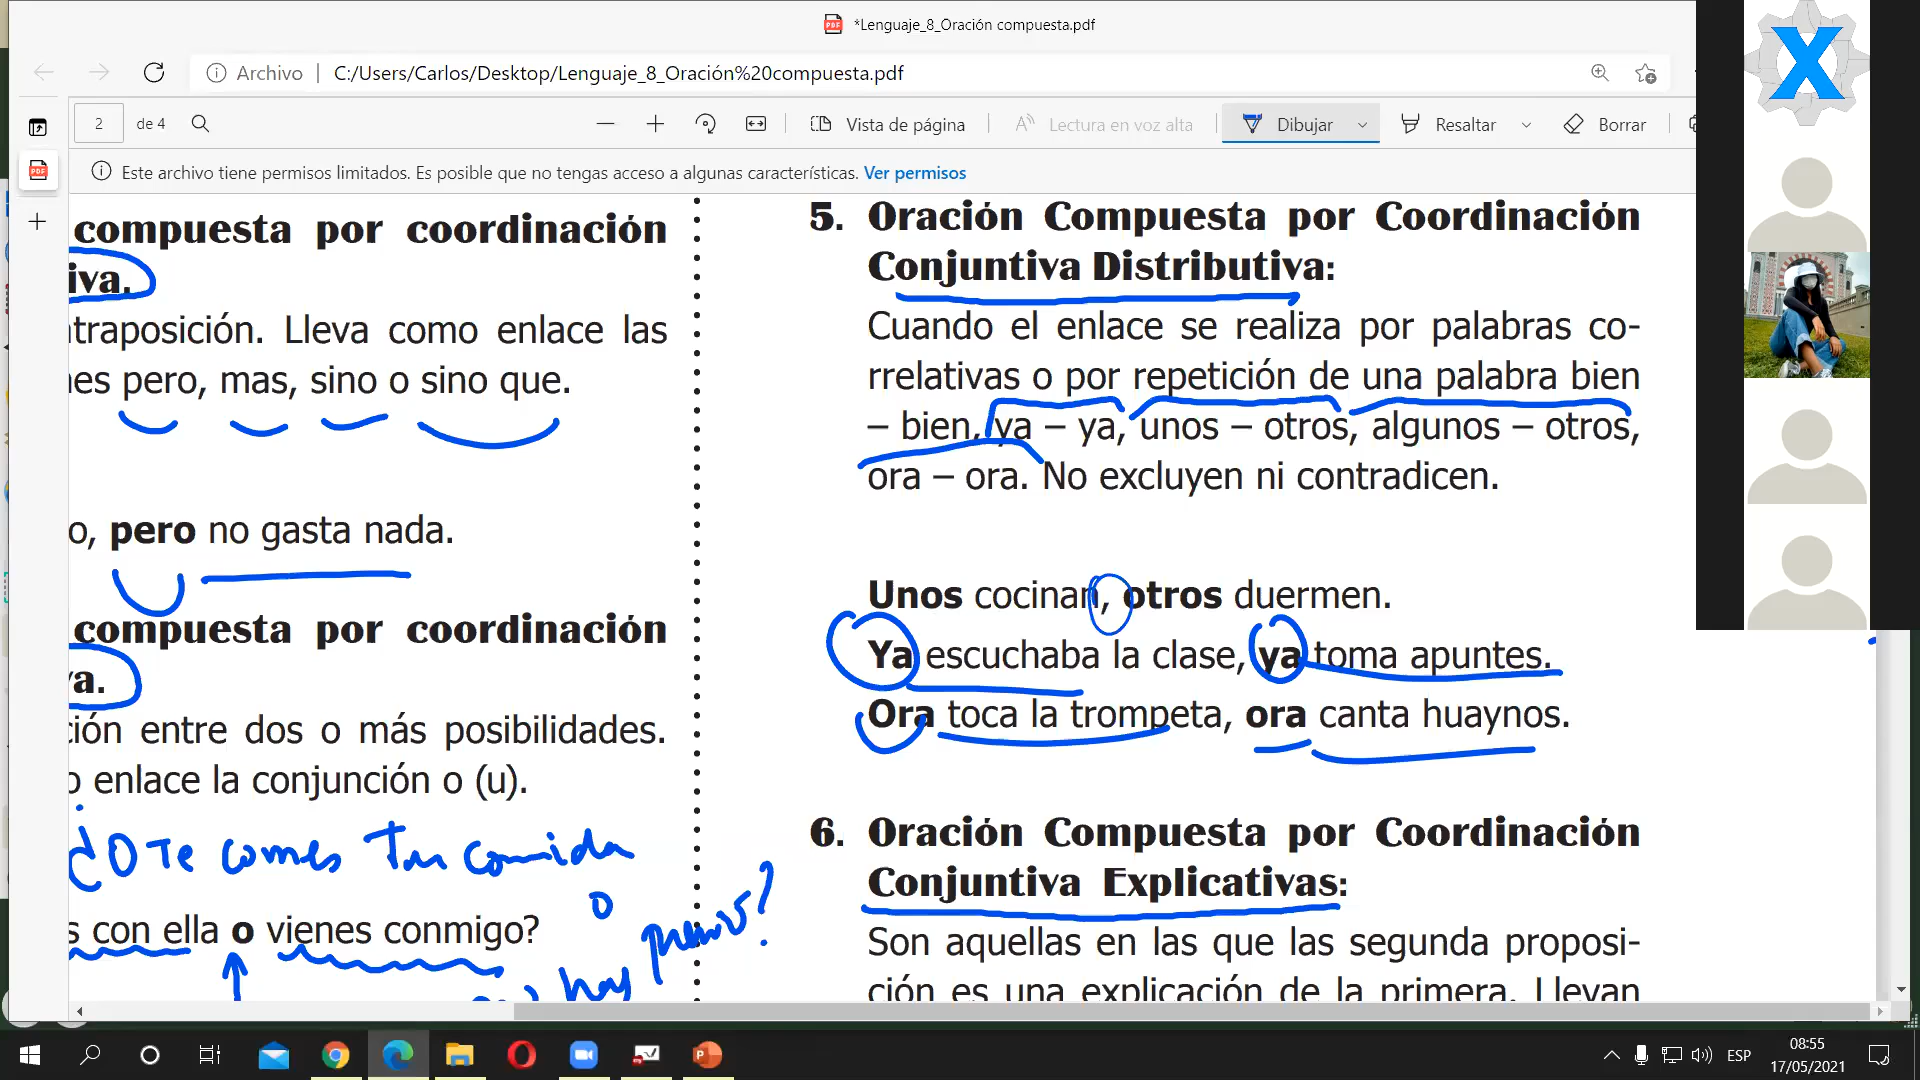 *Lenguaje_8_Oración compuesta.pdf
Archivo | C:/Users/Carlos/Desktop/Lenguaje_8_Oración%20compuesta.pdf
2 de 4 Vista de página Lectura en voz alta Dibujar Resaltar Borrar
Este archivo tiene permisos limitados. Es posible que no tengas acceso a algunas características. Ver permisos
compuesta por coordinación
iva.
traposición. Lleva como enlace las
nes pero, mas, sino o sino que.
o, pero no gasta nada.
compuesta por coordinación
va.
ción entre dos o más posibilidades.
o enlace la conjunción o (u).
¿O Te comes Tu comida
o
s con ella o vienes conmigo?
hay
5. Oración Compuesta por Coordinación
Conjuntiva Distributiva:
Cuando el enlace se realiza por palabras co-
rrelativas o por repetición de una palabra bien
– bien, ya – ya, unos – otros, algunos – otros,
ora – ora. No excluyen ni contradicen.
Unos cocinan, otros duermen.
Ya escuchaba la clase, ya toma apuntes.
Ora toca la trompeta, ora canta huaynos.
6. Oración Compuesta por Coordinación
Conjuntiva Explicativas:
Son aquellas en las que las segunda proposi-
ción es una explicación de la primera. Llevan
X
ESP
08:55
17/05/2021